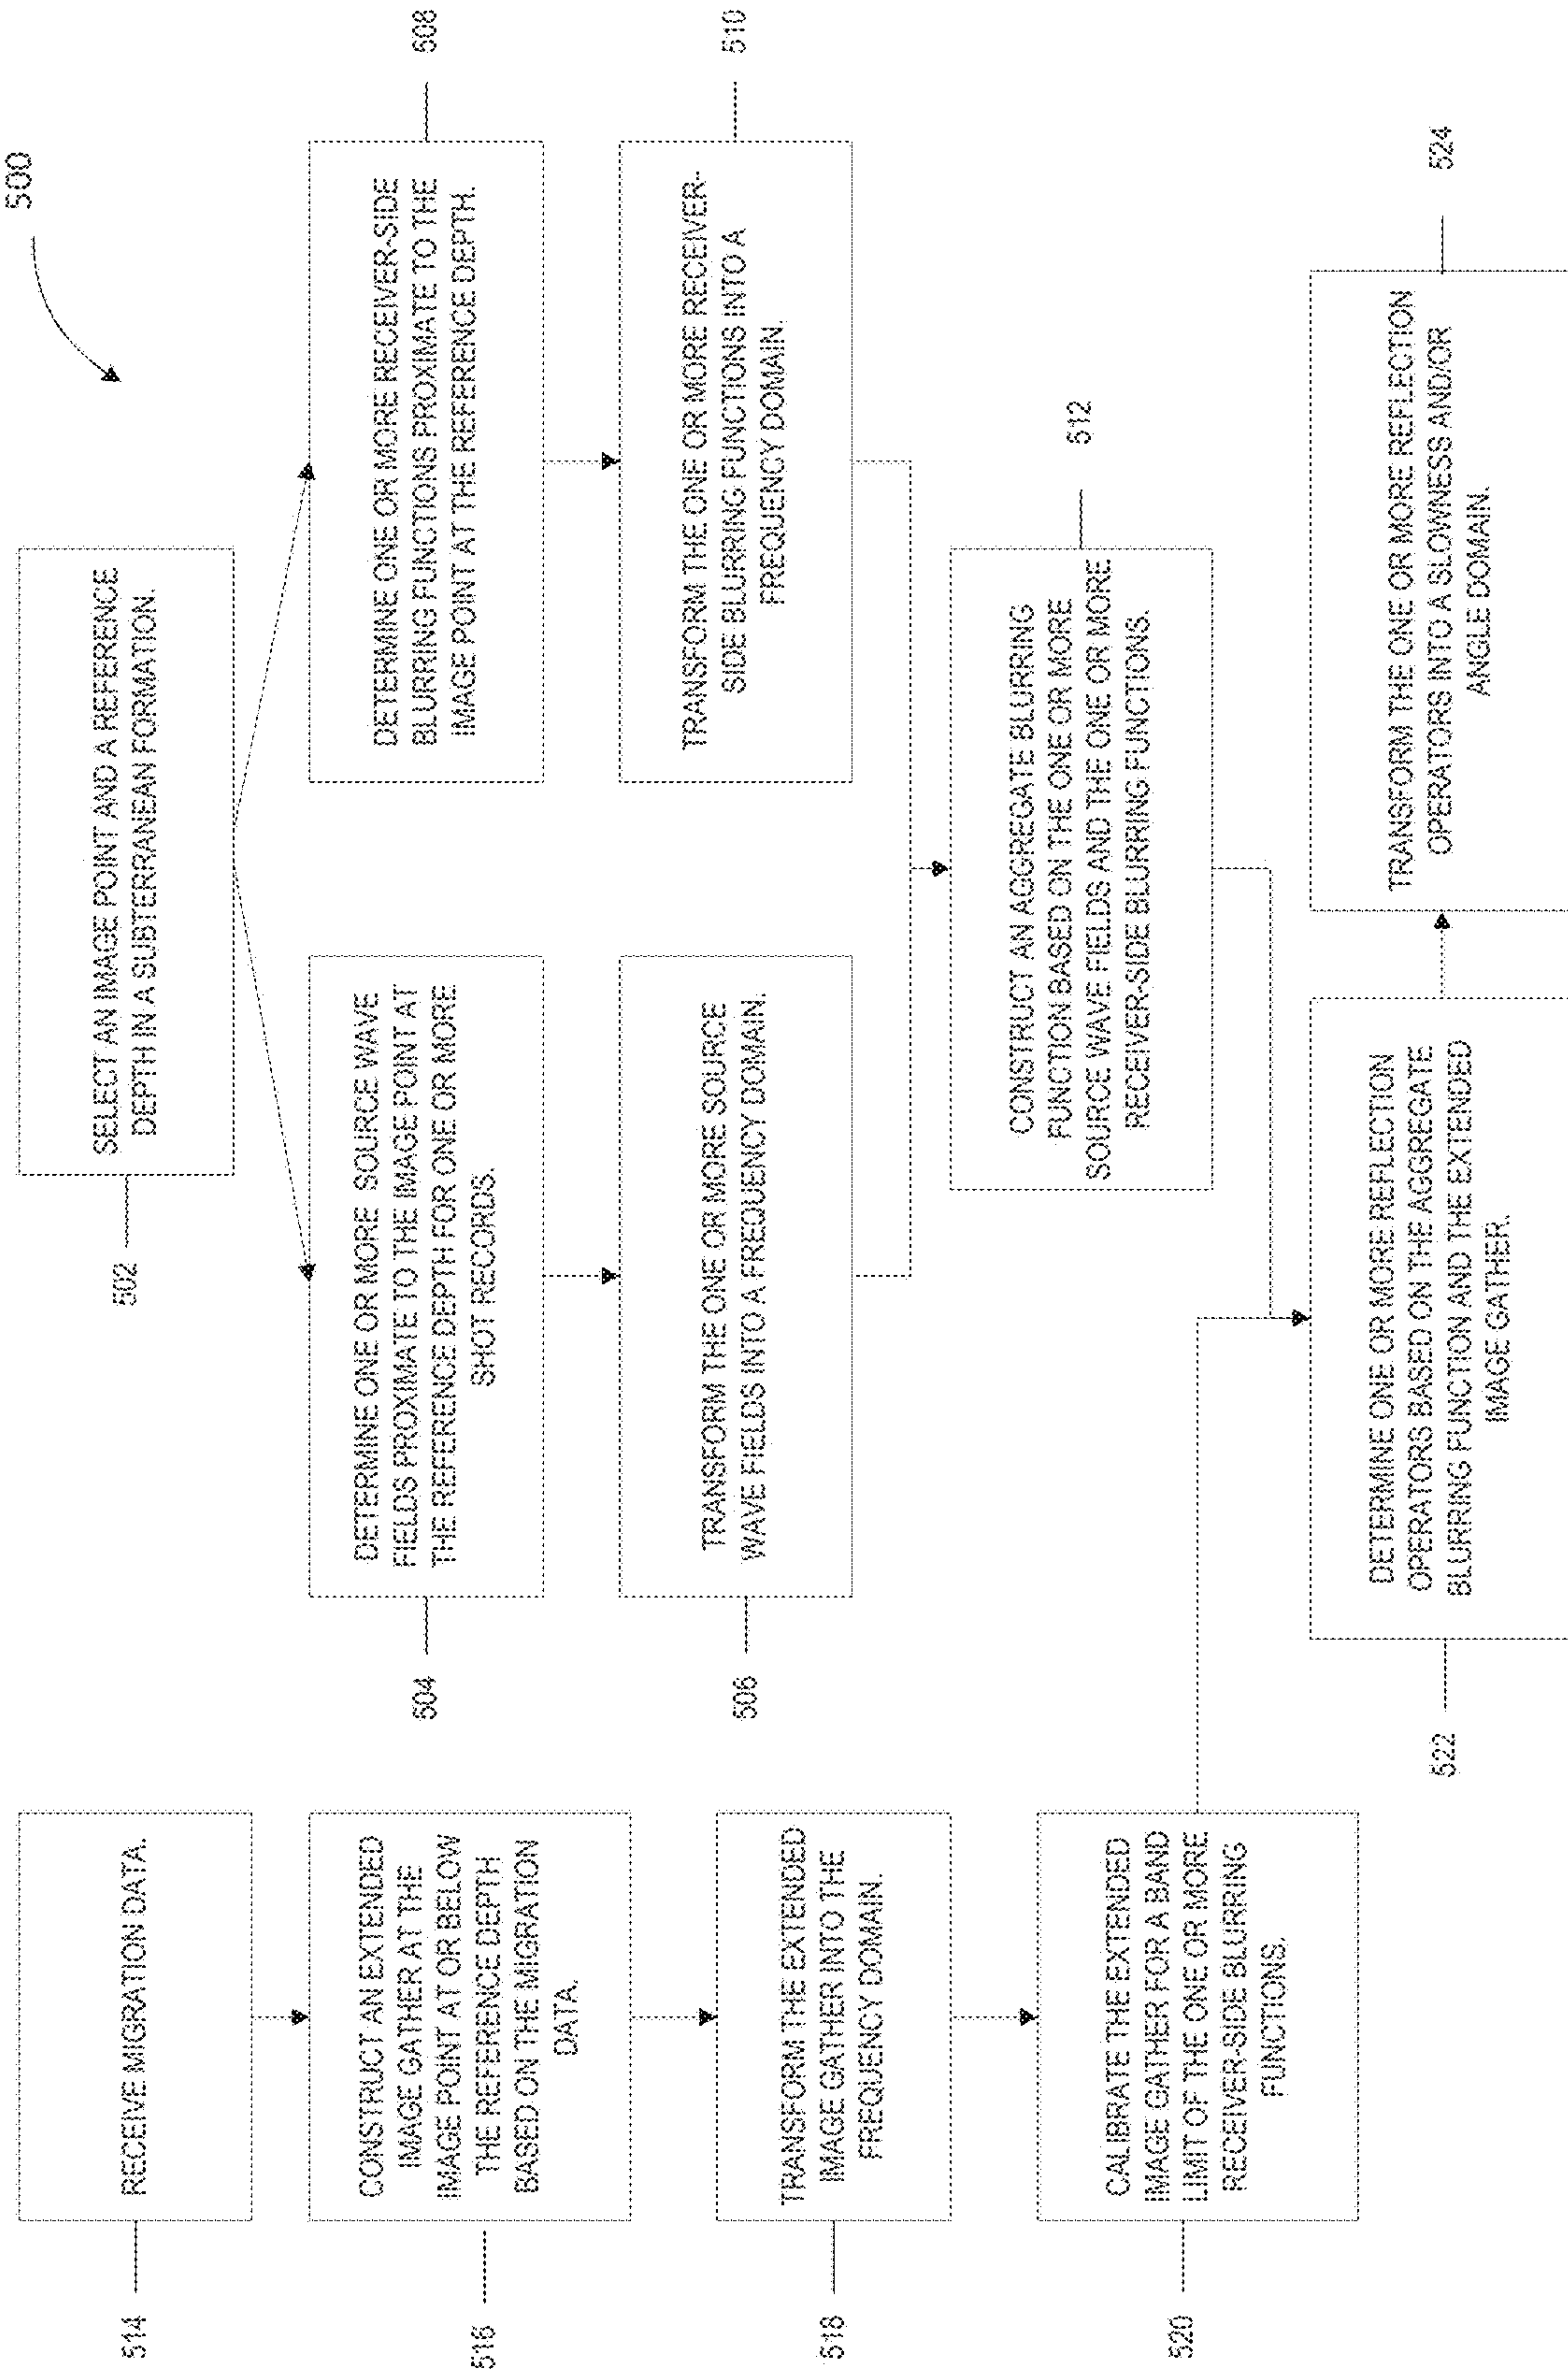 500
502
SELECT AN IMAGE POINT AND A REFERENCE
DEPTH IN A SUBTERRANEAN FORMATION.
504
DETERMINE ONE OR MORE SOURCE WAVE
FIELDS PROXIMATE TO THE IMAGE POINT AT
THE REFERENCE DEPTH FOR ONE OR MORE
SHOT RECORDS.
508
DETERMINE ONE OR MORE RECEIVER-SIDE
BLURRING FUNCTIONS PROXIMATE TO THE
IMAGE POINT AT THE REFERENCE DEPTH.
506
TRANSFORM THE ONE OR MORE SOURCE
WAVE FIELDS INTO A FREQUENCY DOMAIN.
510
TRANSFORM THE ONE OR MORE RECEIVER-
SIDE BLURRING FUNCTIONS INTO A
FREQUENCY DOMAIN.
512
CONSTRUCT AN AGGREGATE BLURRING
FUNCTION BASED ON THE ONE OR MORE
SOURCE WAVE FIELDS AND THE ONE OR MORE
RECEIVER-SIDE BLURRING FUNCTIONS.
514
RECEIVE MIGRATION DATA.
516
CONSTRUCT AN EXTENDED
IMAGE GATHER AT THE
IMAGE POINT AT OR BELOW
THE REFERENCE DEPTH
BASED ON THE MIGRATION
DATA.
518
TRANSFORM THE EXTENDED
IMAGE GATHER INTO THE
FREQUENCY DOMAIN.
520
CALIBRATE THE EXTENDED
IMAGE GATHER FOR A BAND
LIMIT OF THE ONE OR MORE
RECEIVER-SIDE BLURRING
FUNCTIONS.
522
DETERMINE ONE OR MORE REFLECTION
OPERATORS BASED ON THE AGGREGATE
BLURRING FUNCTION AND THE EXTENDED
IMAGE GATHER.
524
TRANSFORM THE ONE OR MORE REFLECTION
OPERATORS INTO A SLOWNESS AND/OR
ANGLE DOMAIN.